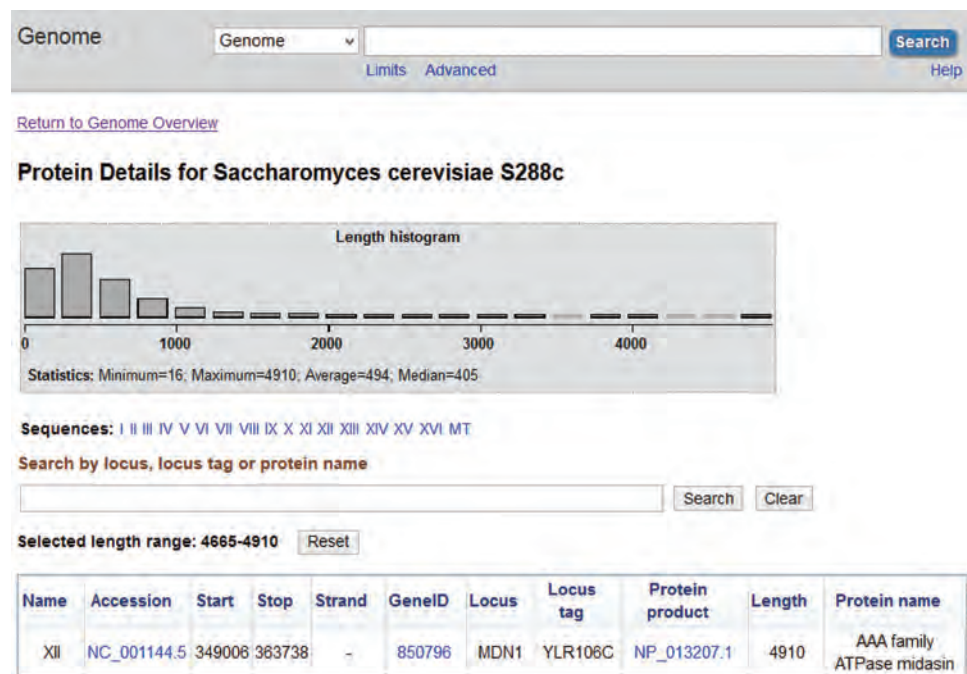 Genome
Genome
Search
Limits Advanced
Help
Return to Genome Overview
Protein Details for Saccharomyces cerevisiae S288c
Length histogram
0 1000 2000 3000 4000
Statistics: Minimum=16; Maximum=4910; Average=494; Median=405
Sequences: I II III IV V VI VII VIII IX X XI XII XIII XIV XV XVI MT
Search by locus, locus tag or protein name
Search Clear
Selected length range: 4665-4910 Reset
Name Accession Start Stop Strand GeneID Locus Locus tag Protein product Length Protein name
XII NC_001144.5 349006 363738 - 850796 MDN1 YLR106C NP_013207.1 4910 AAA family ATPase midasin